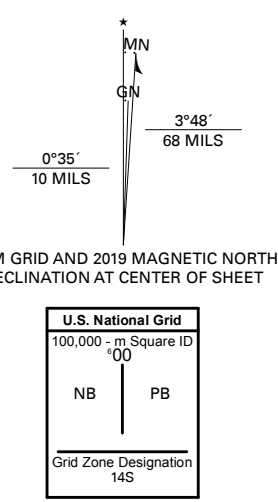 MN
GN
3°48´
68 MILS
0°35´
10 MILS
M GRID AND 2019 MAGNETIC NORTH
ECLINATION AT CENTER OF SHEET
U.S. National Grid
100,000 - m Square ID
⁶00
NB PB
Grid Zone Designation
14S